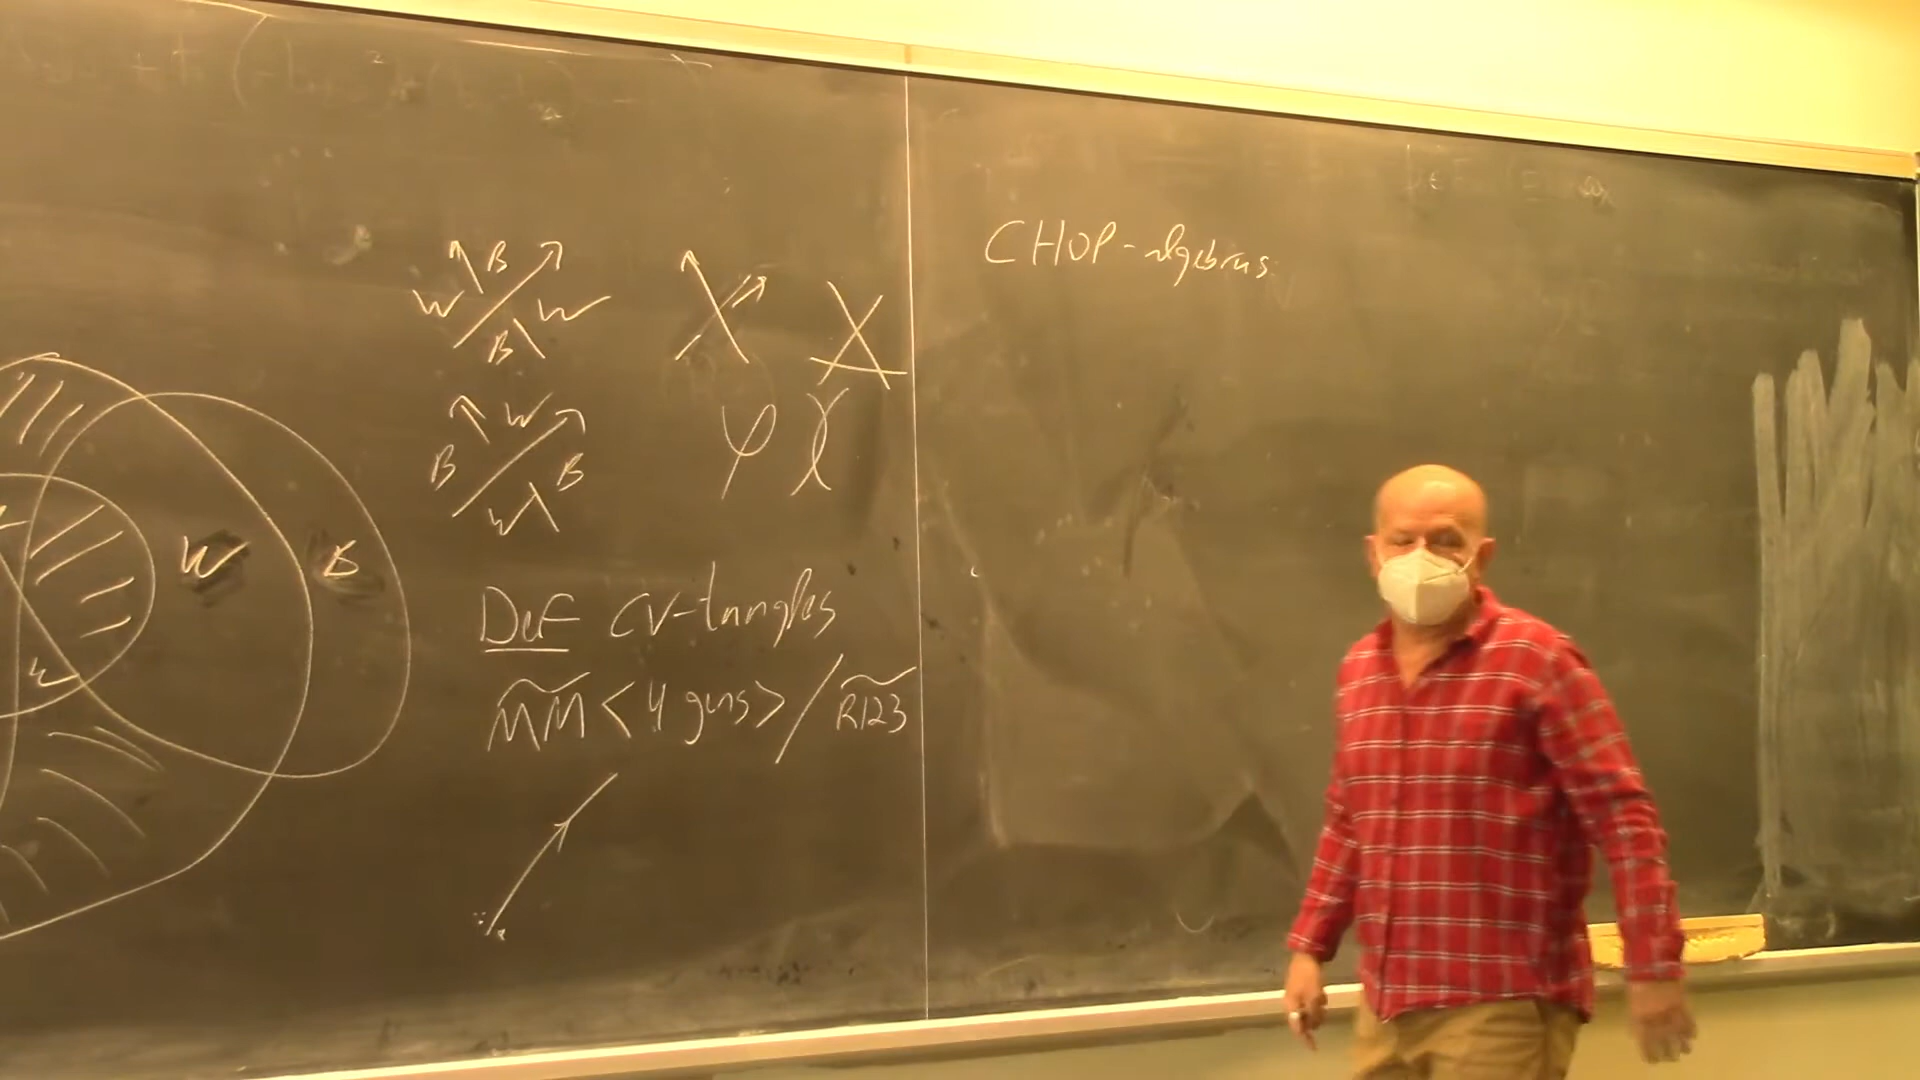 B
W W
B
W
B B
W
W B
DEF CV-tangles
MM < 4 gens > / R123
CHOP-algebras